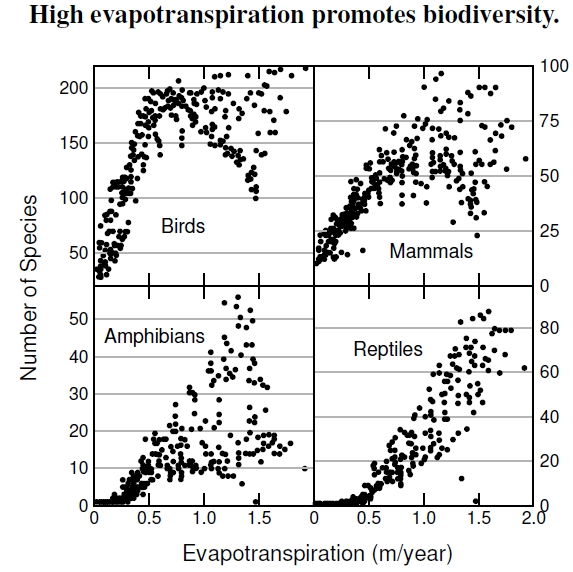 High evapotranspiration promotes biodiversity.
Number of Species
200
150
100
50
Birds
100
75
50
25
0
Mammals
50
40
30
20
10
0
Amphibians
80
60
40
20
0
Reptiles
0 0.5 1.0 1.5 0 0.5 1.0 1.5 2.0
Evapotranspiration (m/year)